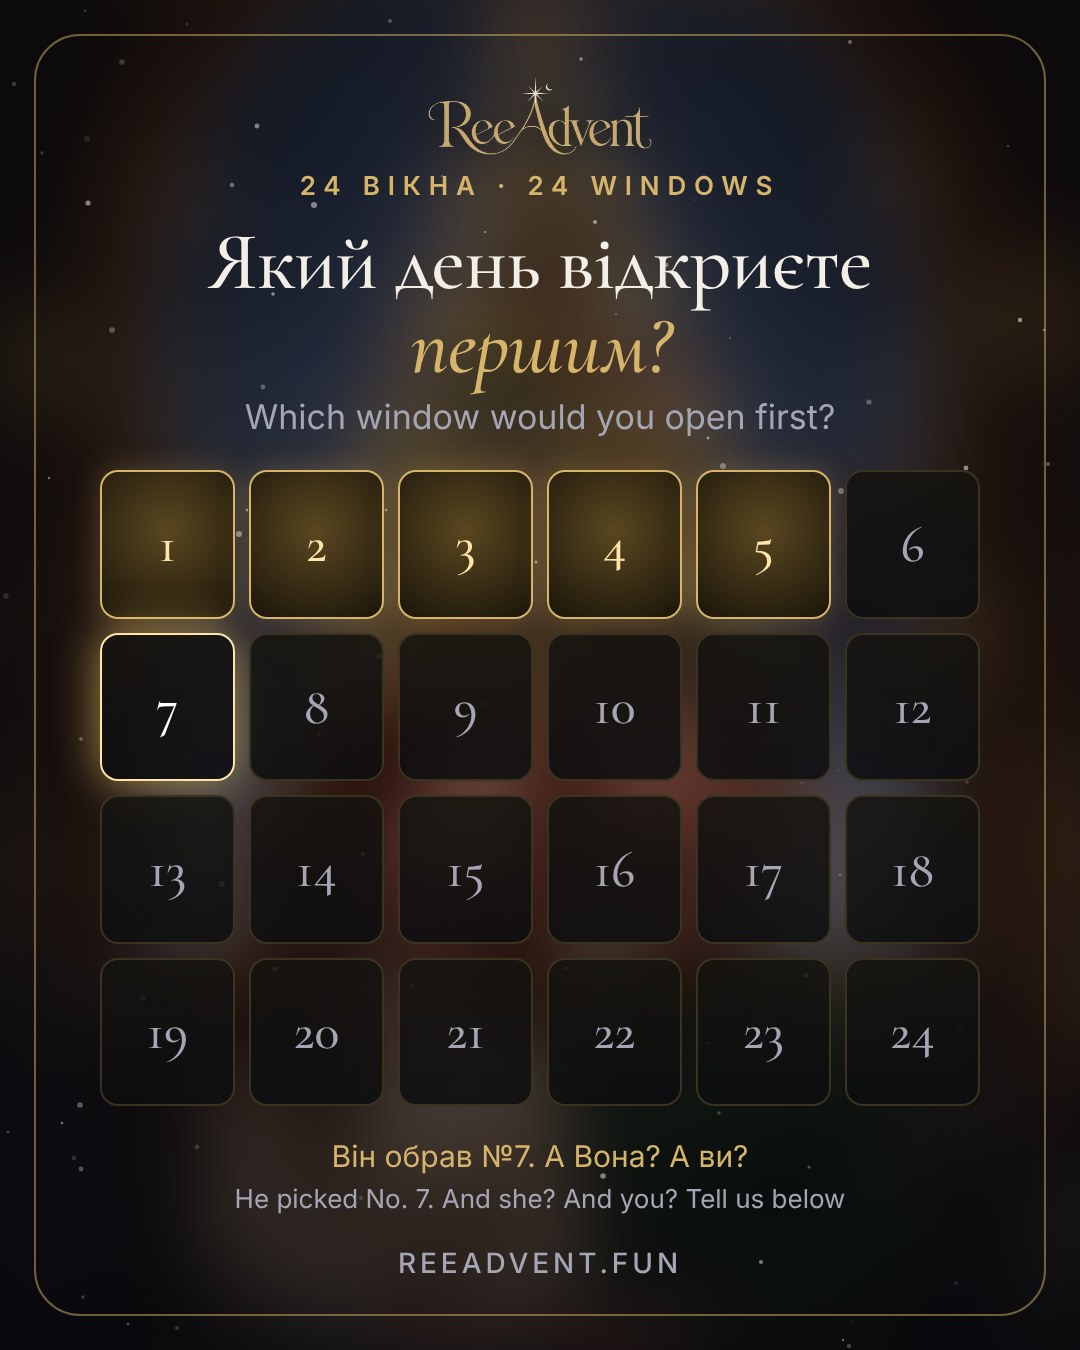 ReeAdvent
24 ВІКНА · 24 WINDOWS
Який день відкриєте
першим?
Which window would you open first?
1 2 3 4 5 6
7 8 9 10 11 12
13 14 15 16 17 18
19 20 21 22 23 24
Він обрав №7. А Вона? А ви?
He picked No. 7. And she? And you? Tell us below
REEADVENT.FUN